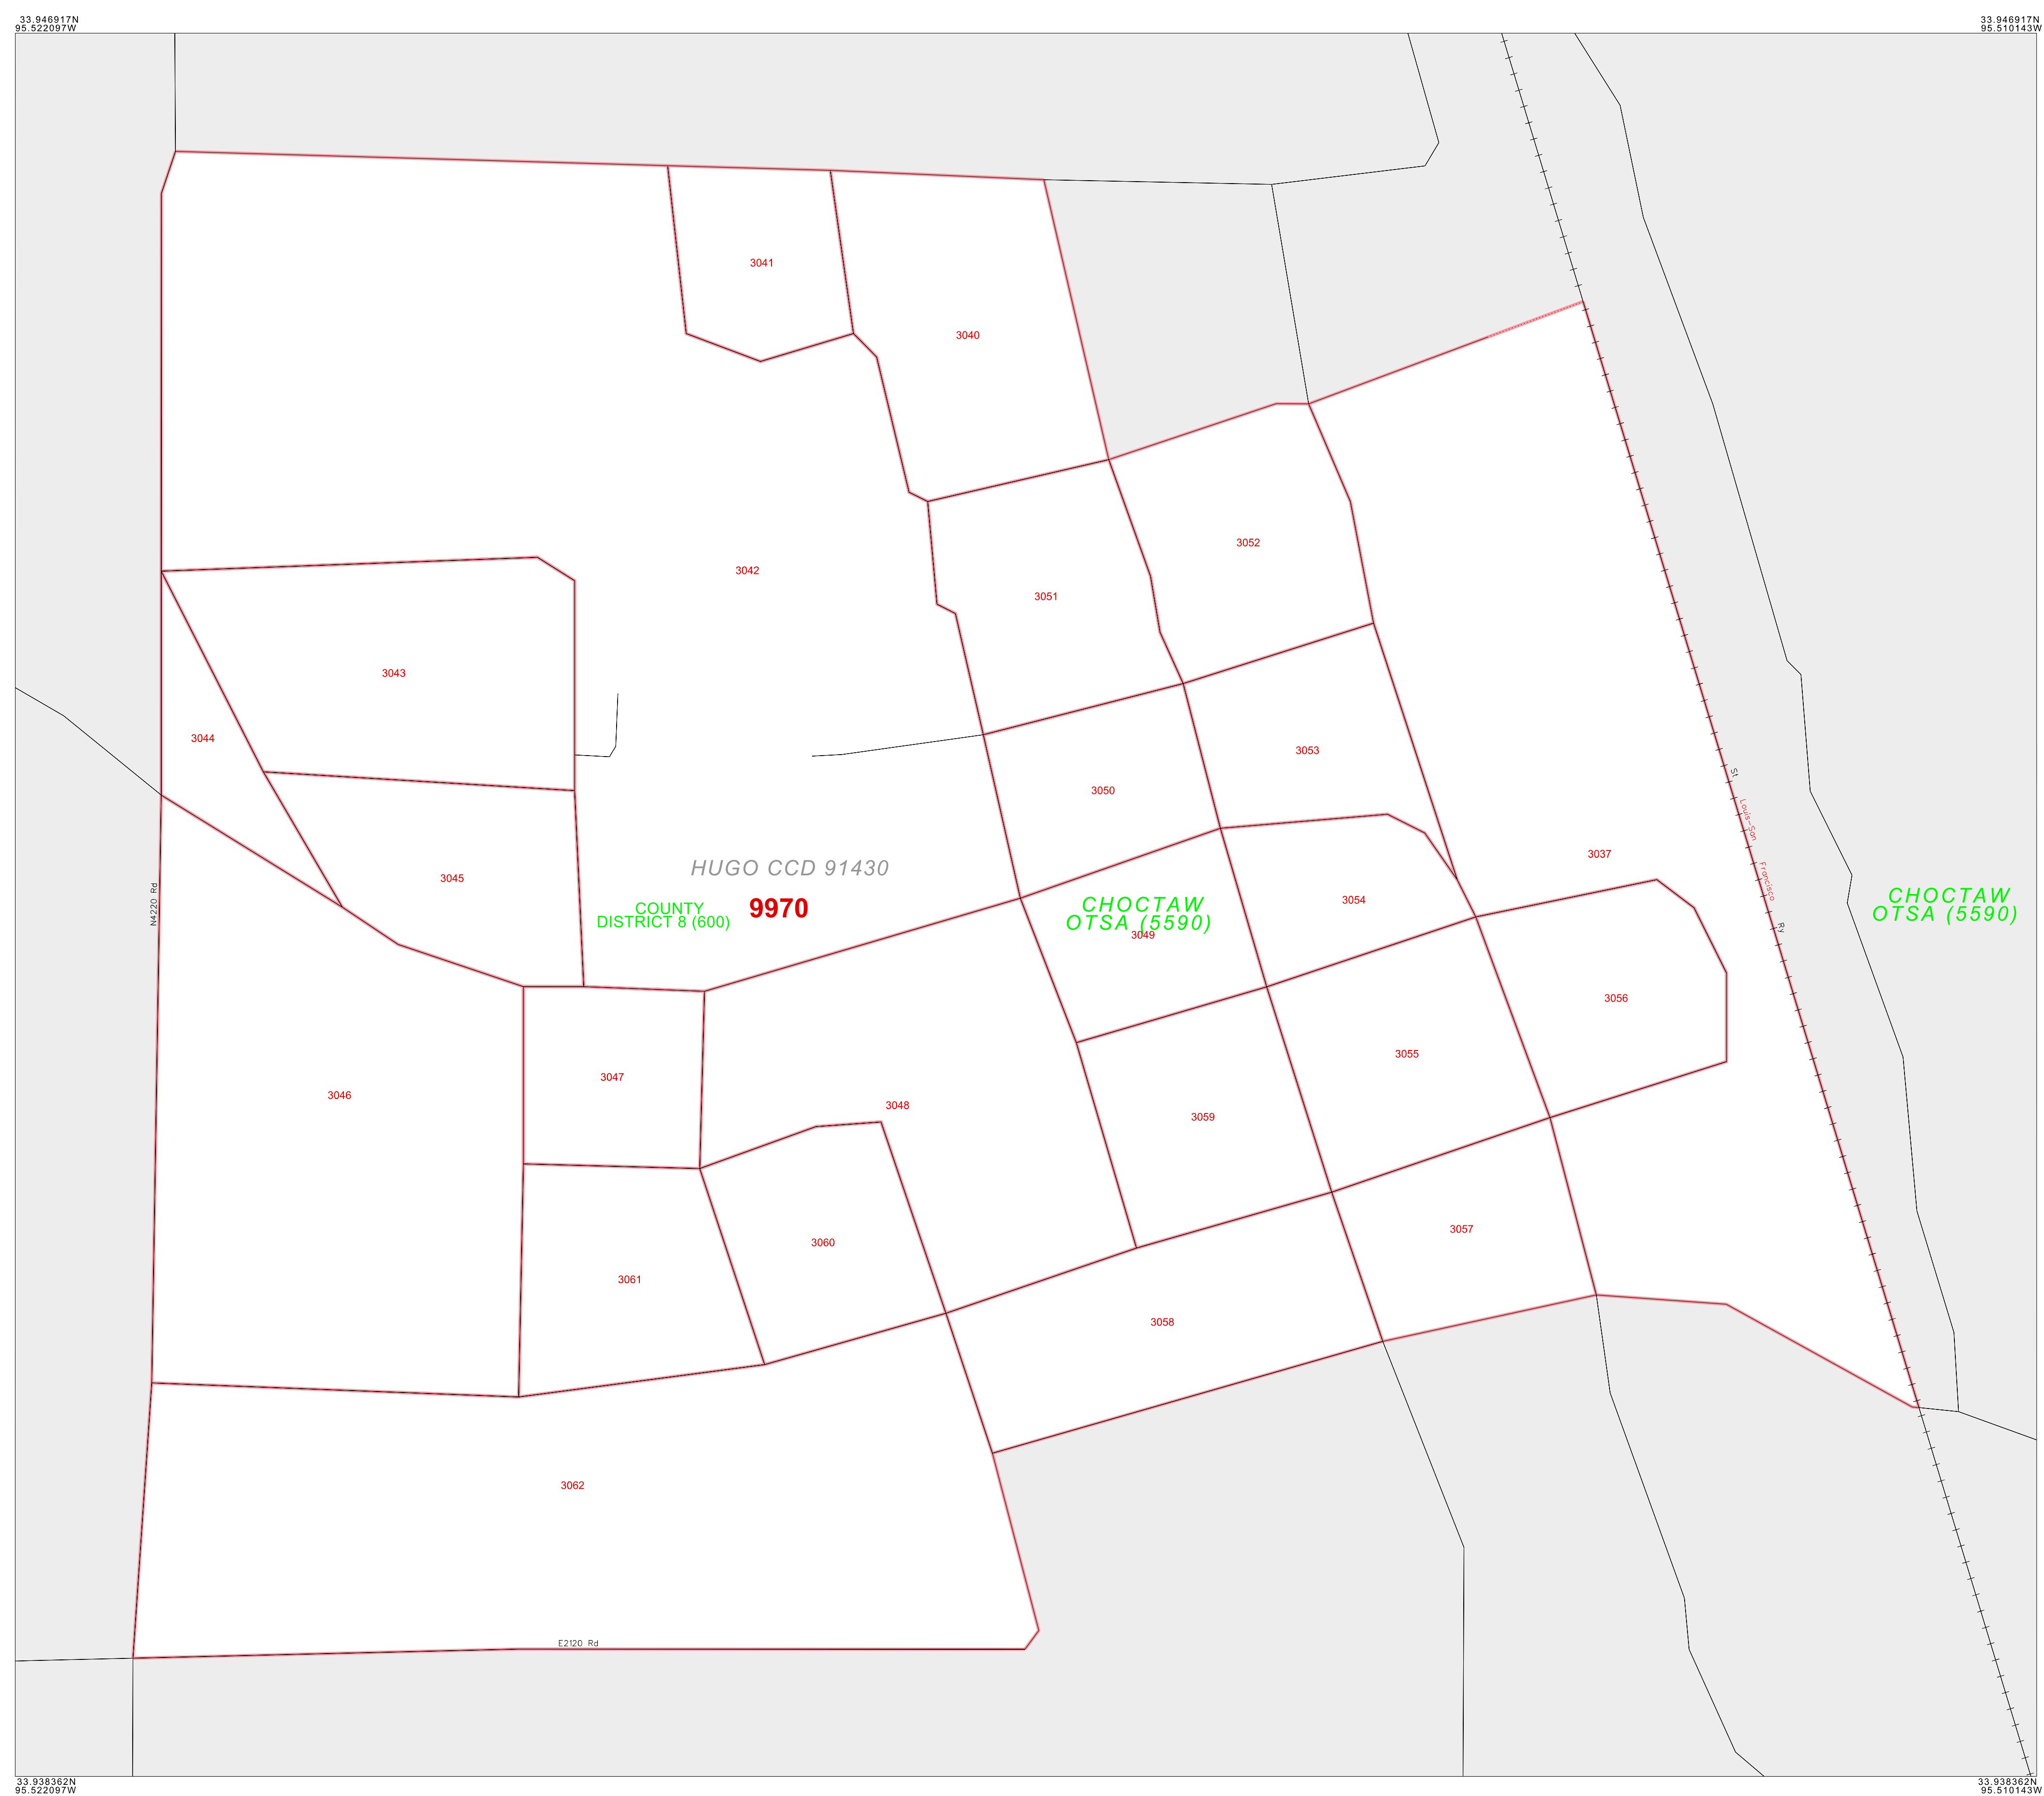 33.946917N
95.522097W
33.946917N
95.510143W
3041
3040
3052
3042
3051
3043
3044
3053
St Louis-San Francisco Ry
3050
3037
HUGO CCD 91430
3045
N4220 Rd
COUNTY
DISTRICT 8 (600)
9970
CHOCTAW
OTSA (5590)
3054
CHOCTAW
OTSA (5590)
3049
3056
3055
3047
3046
3048
3059
3057
3060
3061
3058
3062
E2120 Rd
33.938362N
95.522097W
33.938362N
95.510143W